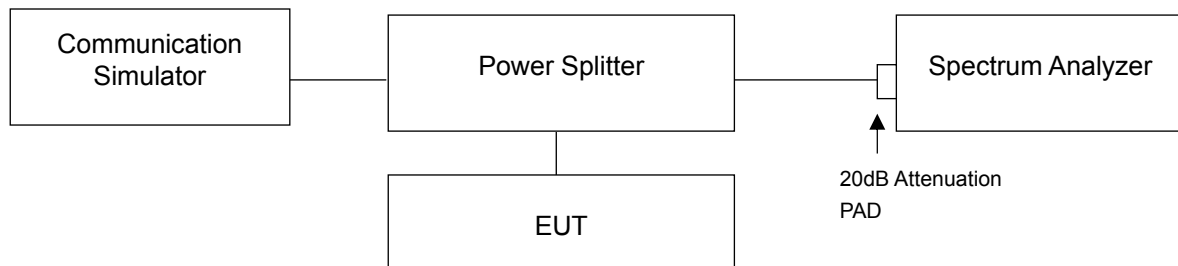 Communication
Simulator
Power Splitter
Spectrum Analyzer
20dB Attenuation
PAD
EUT